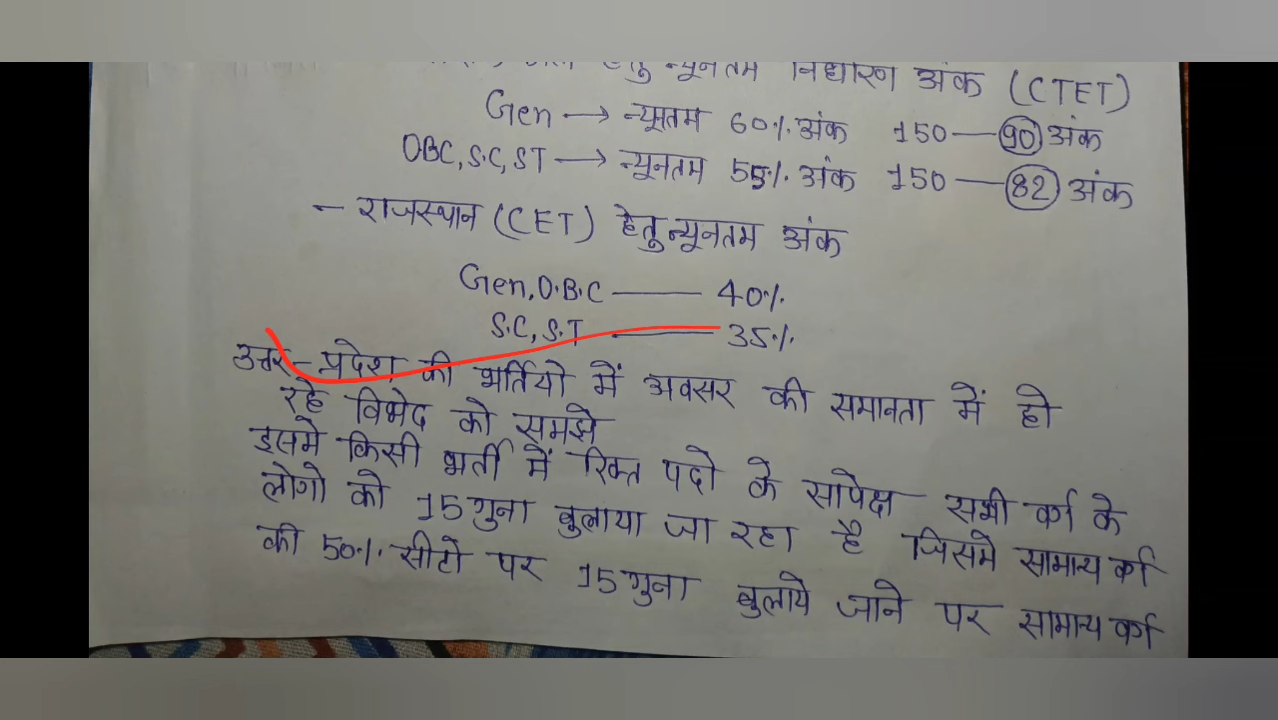 हेतु न्यूनतम निर्धारण अंक (CTET)
Gen → न्यूनतम 60% अंक 150 — 90 अंक
OBC, S.C, ST → न्यूनतम 55% अंक 150 — 82 अंक
– राजस्थान (CET) हेतु न्यूनतम अंक
Gen, O.B.C —— 40%
S.C, S.T —— 35%
उत्तर-प्रदेश की भर्तियो में अवसर की समानता में हो
रहे विभेद को समझे
इसमे किसी भर्ती में रिक्त पदो के सापेक्ष सभी वर्ग के
लोगो को 15 गुना बुलाया जा रहा है जिसमे सामान्य वर्ग
की 50% सीटो पर 15 गुना बुलाये जाने पर सामान्य वर्ग